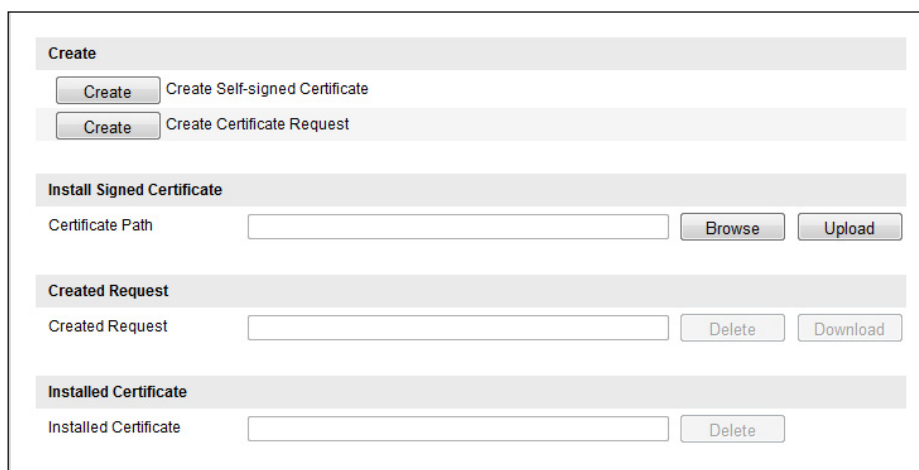 Create
Create Create Self-signed Certificate
Create Create Certificate Request
Install Signed Certificate
Certificate Path Browse Upload
Created Request
Created Request Delete Download
Installed Certificate
Installed Certificate Delete